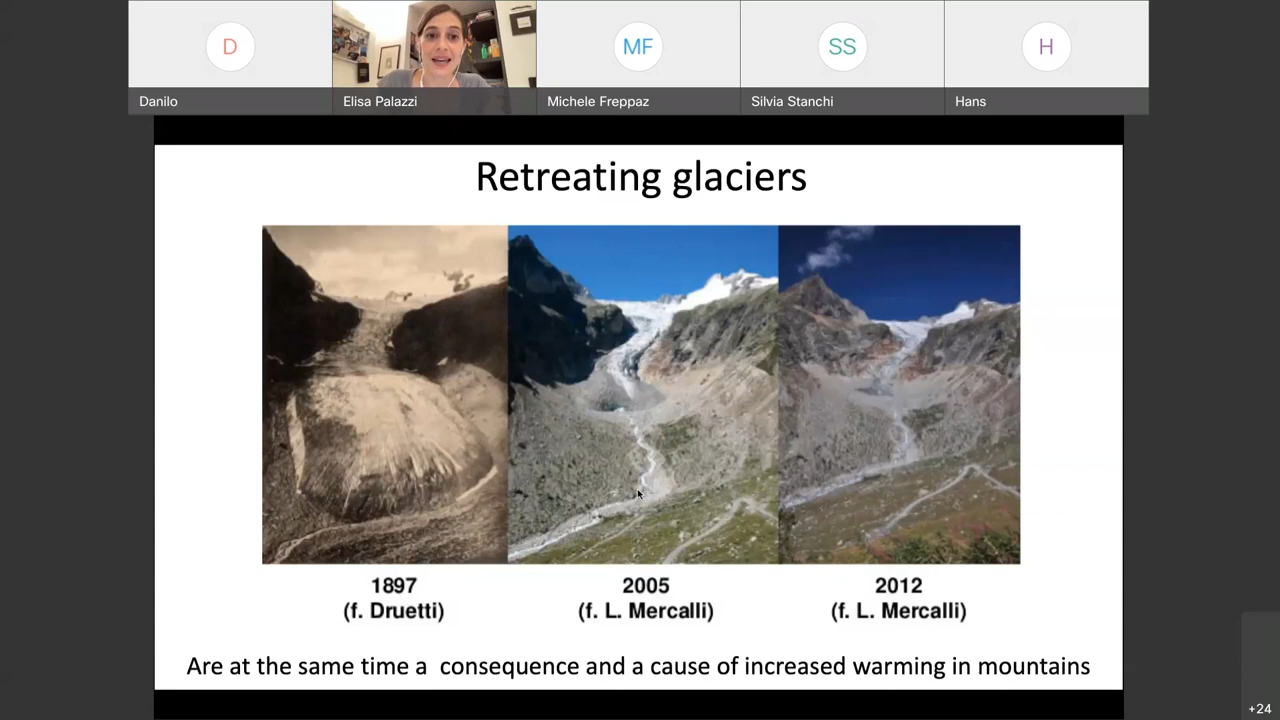 D
MF
SS
H
Danilo
Elisa Palazzi
Michele Freppaz
Silvia Stanchi
Hans
Retreating glaciers
1897
(f. Druetti)
2005
(f. L. Mercalli)
2012
(f. L. Mercalli)
Are at the same time a  consequence and a cause of increased warming in mountains
+24